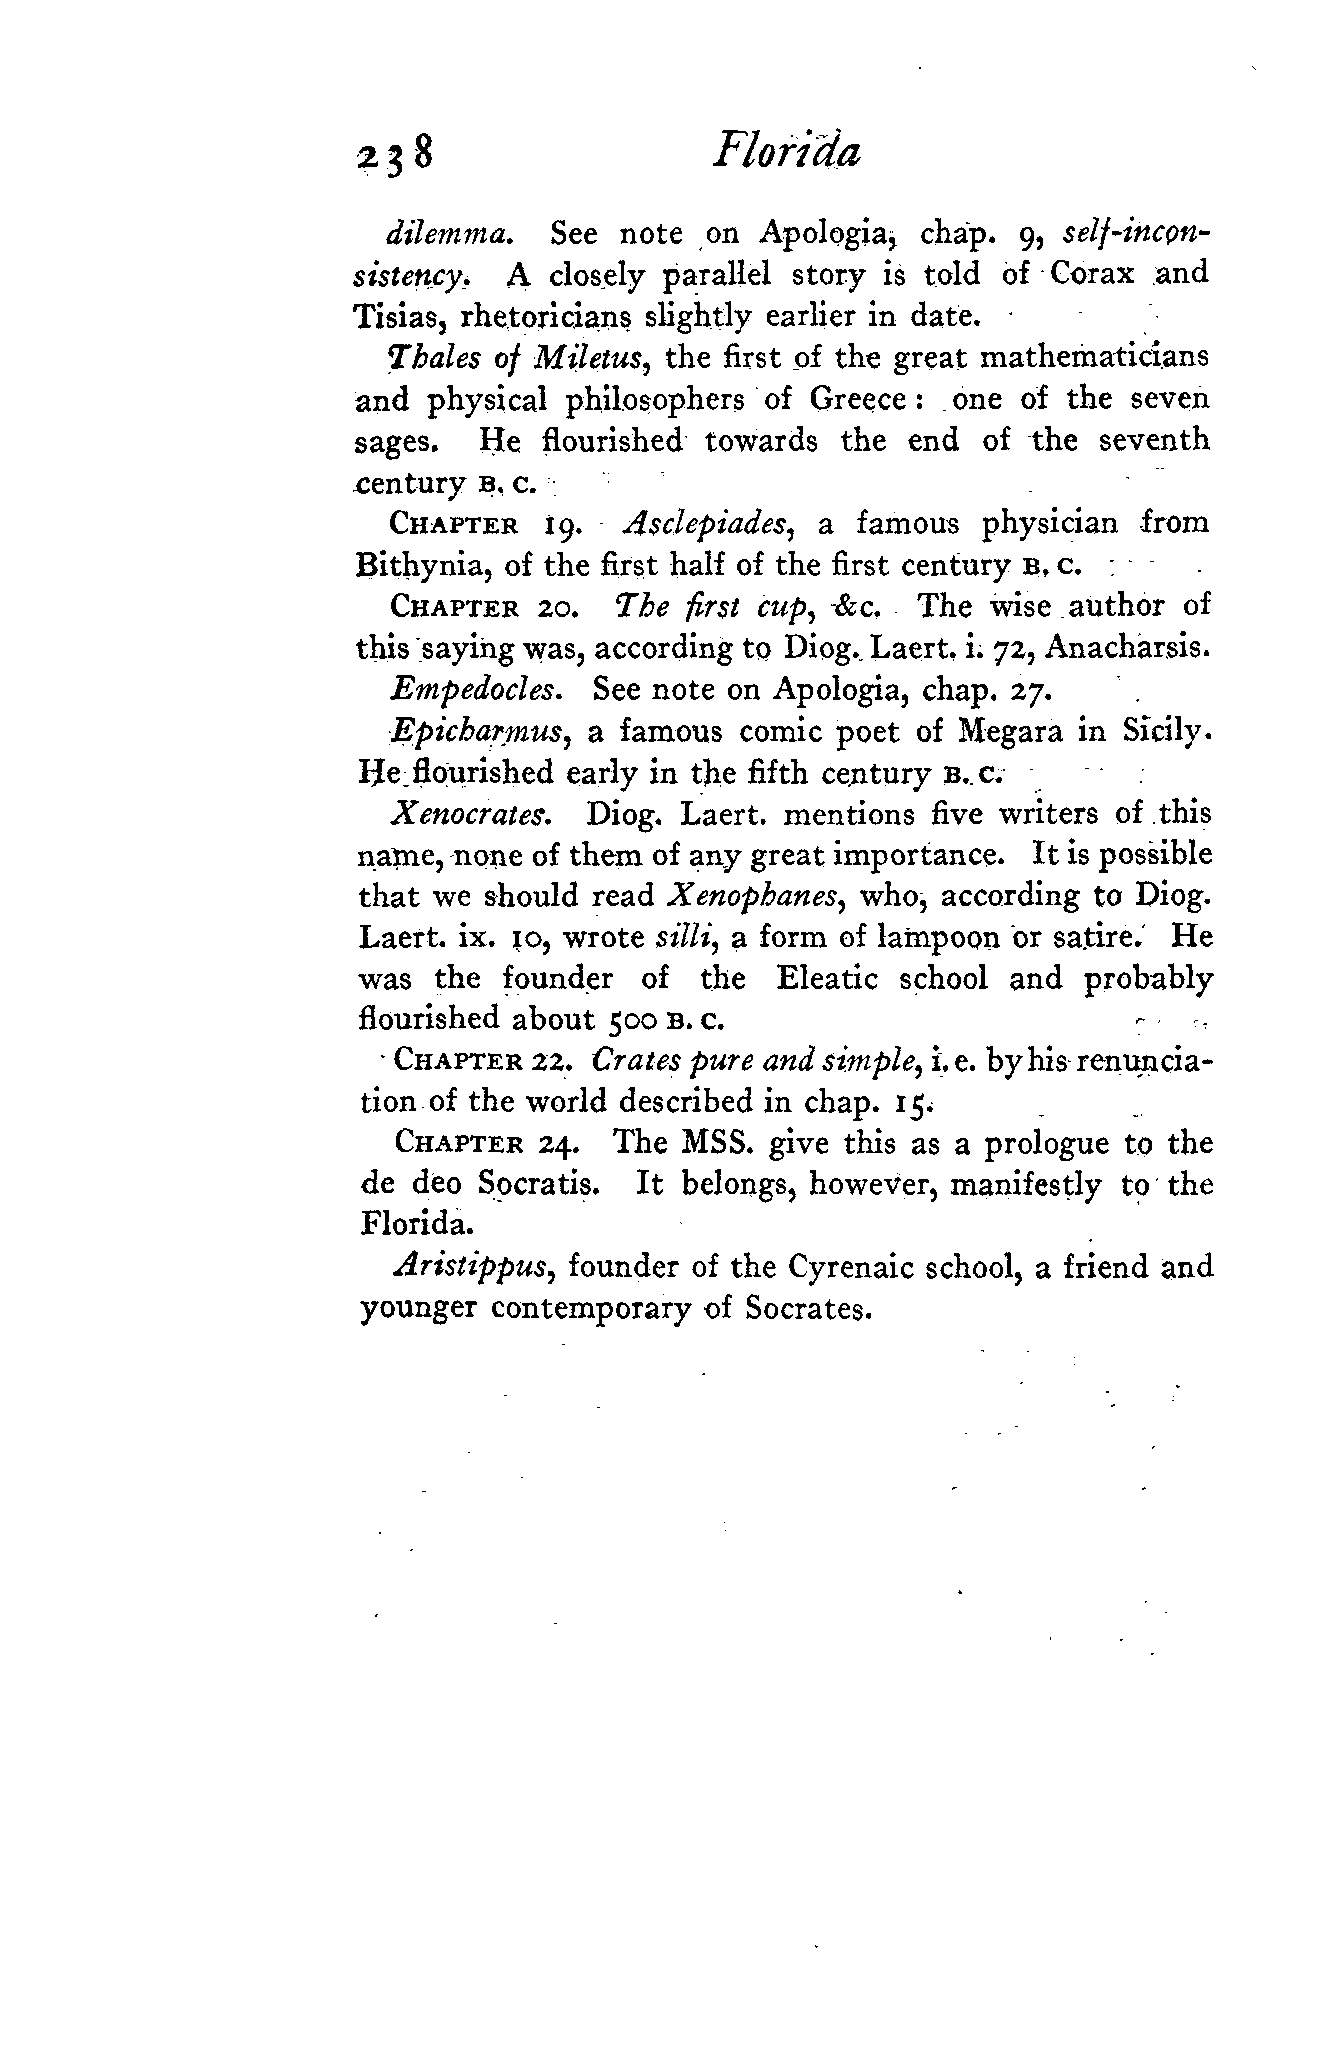 238 Florida
dilemma. See note on Apologia, chap. 9, self-incon-
sistency. A closely parallel story is told of Corax and
Tisias, rhetoricians slightly earlier in date.
Thales of Miletus, the first of the great mathematicians
and physical philosophers of Greece : one of the seven
sages. He flourished towards the end of the seventh
century B. C.
CHAPTER 19. Asclepiades, a famous physician from
Bithynia, of the first half of the first century B. C.
CHAPTER 20. The first cup, &c. The wise author of
this saying was, according to Diog. Laert. i. 72, Anacharsis.
Empedocles. See note on Apologia, chap. 27.
Epicharmus, a famous comic poet of Megara in Sicily.
He flourished early in the fifth century B. C.
Xenocrates. Diog. Laert. mentions five writers of this
name, none of them of any great importance. It is possible
that we should read Xenophanes, who, according to Diog.
Laert. ix. 10, wrote silli, a form of lampoon or satire. He
was the founder of the Eleatic school and probably
flourished about 500 B. C.
CHAPTER 22. Crates pure and simple, i. e. by his renuncia-
tion of the world described in chap. 15.
CHAPTER 24. The MSS. give this as a prologue to the
de deo Socratis. It belongs, however, manifestly to the
Florida.
Aristippus, founder of the Cyrenaic school, a friend and
younger contemporary of Socrates.